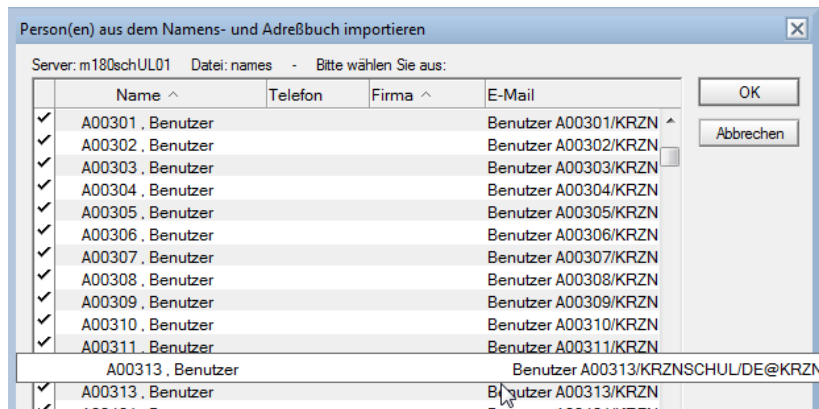 Person(en) aus dem Namens- und Adreßbuch importieren
Server: m180schUL01 Datei: names - Bitte wählen Sie aus:
Name Telefon Firma E-Mail OK
A00301 , Benutzer Benutzer A00301/KRZN
A00302 , Benutzer Benutzer A00302/KRZN Abbrechen
A00303 , Benutzer Benutzer A00303/KRZN
A00304 , Benutzer Benutzer A00304/KRZN
A00305 , Benutzer Benutzer A00305/KRZN
A00306 , Benutzer Benutzer A00306/KRZN
A00307 , Benutzer Benutzer A00307/KRZN
A00308 , Benutzer Benutzer A00308/KRZN
A00309 , Benutzer Benutzer A00309/KRZN
A00310 , Benutzer Benutzer A00310/KRZN
A00311 , Benutzer Benutzer A00311/KRZN
A00313 , Benutzer Benutzer A00313/KRZNSCHUL/DE@KRZN
A00313 , Benutzer Benutzer A00313/KRZN